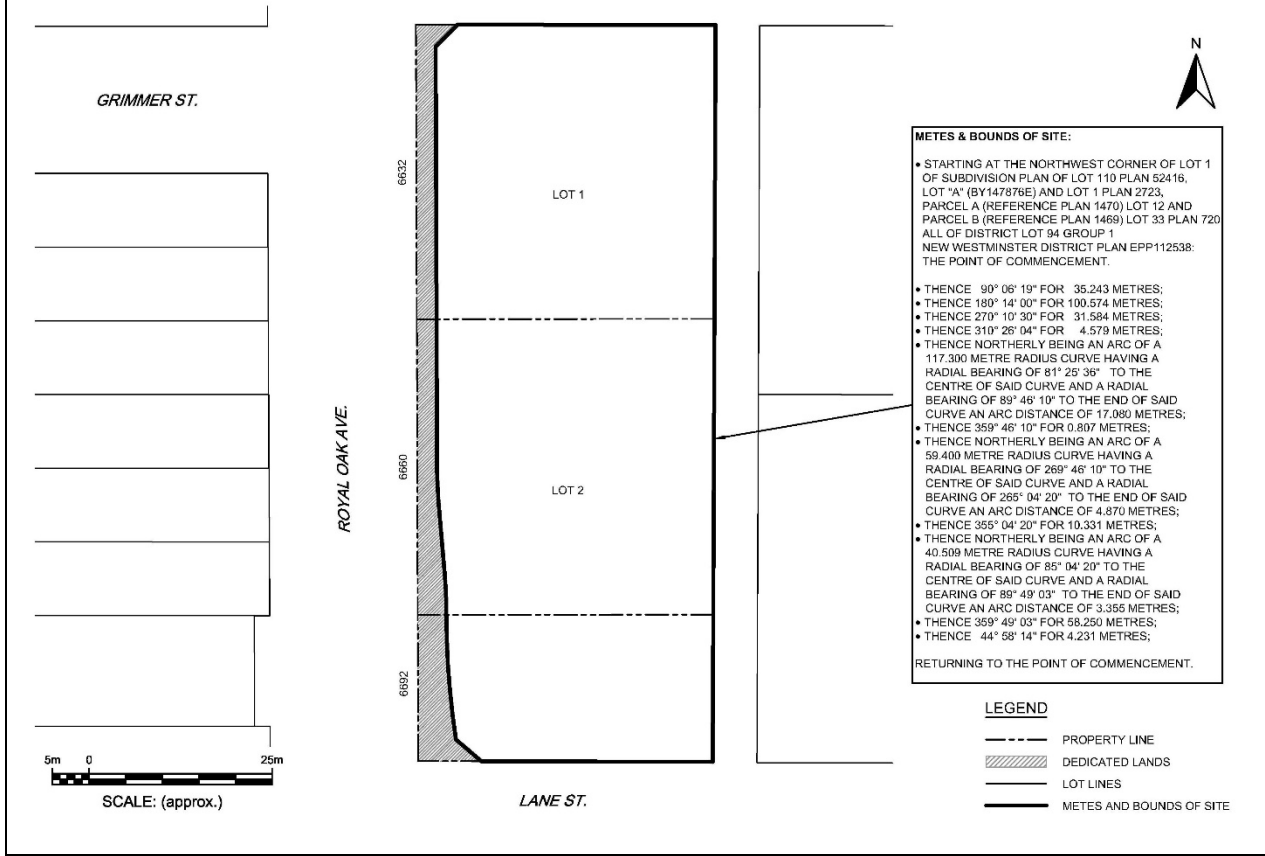 GRIMMER ST.
6632
LOT 1
ROYAL OAK AVE.
6660
LOT 2
6692
LANE ST.
5m 0 25m
SCALE: (approx.)
N
METES & BOUNDS OF SITE:
• STARTING AT THE NORTHWEST CORNER OF LOT 1
OF SUBDIVISION PLAN OF LOT 110 PLAN 52416,
LOT "A" (BY147876E) AND LOT 1 PLAN 2723,
PARCEL A (REFERENCE PLAN 1470) LOT 12 AND
PARCEL B (REFERENCE PLAN 1469) LOT 33 PLAN 720
ALL OF DISTRICT LOT 94 GROUP 1
NEW WESTMINSTER DISTRICT PLAN EPP112538:
THE POINT OF COMMENCEMENT.
• THENCE 90° 06' 19" FOR 35.243 METRES;
• THENCE 180° 14' 00" FOR 100.574 METRES;
• THENCE 270° 10' 30" FOR 31.584 METRES;
• THENCE 310° 26' 04" FOR 4.579 METRES;
• THENCE NORTHERLY BEING AN ARC OF A
117.300 METRE RADIUS CURVE HAVING A
RADIAL BEARING OF 81° 25' 36" TO THE
CENTRE OF SAID CURVE AND A RADIAL
BEARING OF 89° 46' 10" TO THE END OF SAID
CURVE AN ARC DISTANCE OF 17.080 METRES;
• THENCE 359° 46' 10" FOR 0.807 METRES;
• THENCE NORTHERLY BEING AN ARC OF A
59.400 METRE RADIUS CURVE HAVING A
RADIAL BEARING OF 269° 46' 10" TO THE
CENTRE OF SAID CURVE AND A RADIAL
BEARING OF 265° 04' 20" TO THE END OF SAID
CURVE AN ARC DISTANCE OF 4.870 METRES;
• THENCE 355° 04' 20" FOR 10.331 METRES;
• THENCE NORTHERLY BEING AN ARC OF A
40.509 METRE RADIUS CURVE HAVING A
RADIAL BEARING OF 85° 04' 20" TO THE
CENTRE OF SAID CURVE AND A RADIAL
BEARING OF 89° 49' 03" TO THE END OF SAID
CURVE AN ARC DISTANCE OF 3.355 METRES;
• THENCE 359° 49' 03" FOR 58.250 METRES;
• THENCE 44° 58' 14" FOR 4.231 METRES;
RETURNING TO THE POINT OF COMMENCEMENT.
LEGEND
PROPERTY LINE
DEDICATED LANDS
LOT LINES
METES AND BOUNDS OF SITE